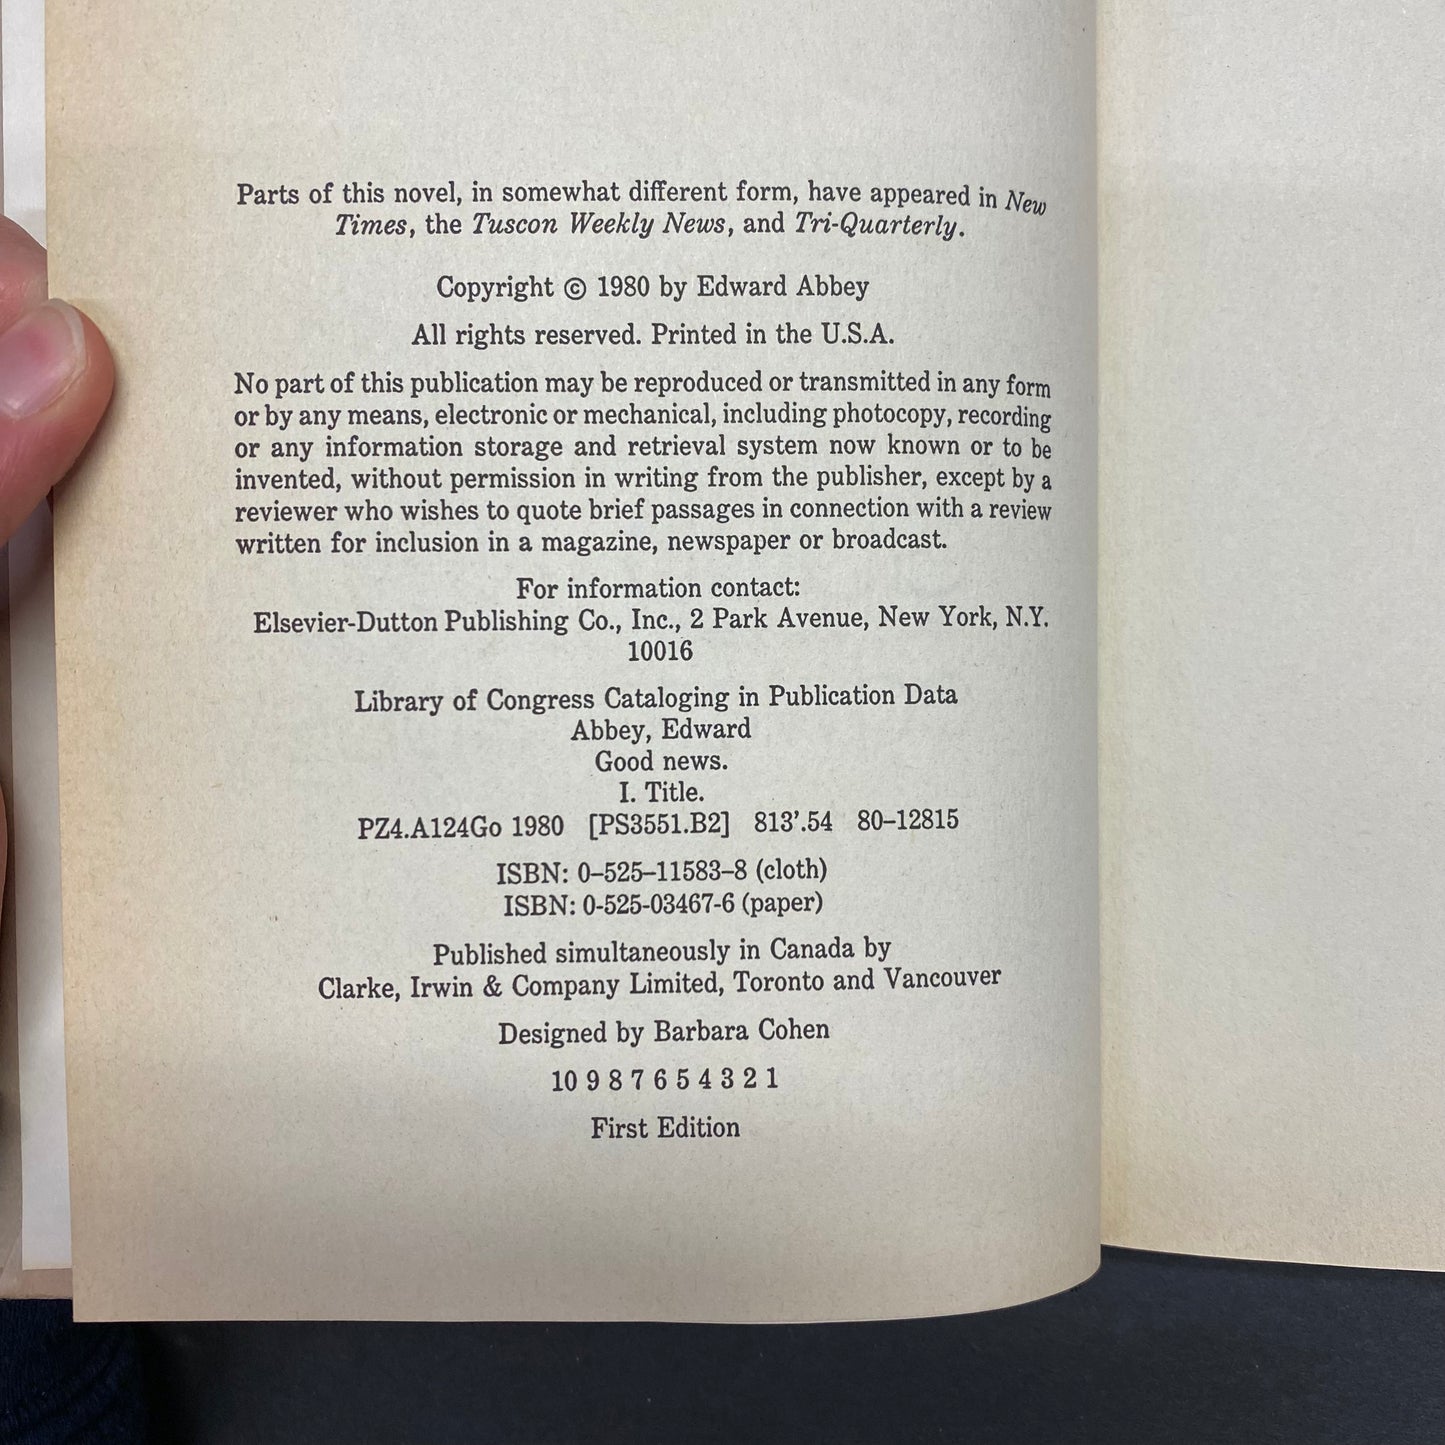 Parts of this novel, in somewhat different form, have appeared in New
Times, the Tuscon Weekly News, and Tri-Quarterly.
Copyright © 1980 by Edward Abbey
All rights reserved. Printed in the U.S.A.
No part of this publication may be reproduced or transmitted in any form
or by any means, electronic or mechanical, including photocopy, recording
or any information storage and retrieval system now known or to be
invented, without permission in writing from the publisher, except by a
reviewer who wishes to quote brief passages in connection with a review
written for inclusion in a magazine, newspaper or broadcast.
For information contact:
Elsevier-Dutton Publishing Co., Inc., 2 Park Avenue, New York, N.Y.
10016
Library of Congress Cataloging in Publication Data
Abbey, Edward
Good news.
I. Title.
PZ4.A124Go 1980 [PS3551.B2] 813’.54 80–12815
ISBN: 0–525–11583–8 (cloth)
ISBN: 0-525-03467-6 (paper)
Published simultaneously in Canada by
Clarke, Irwin & Company Limited, Toronto and Vancouver
Designed by Barbara Cohen
10 9 8 7 6 5 4 3 2 1
First Edition